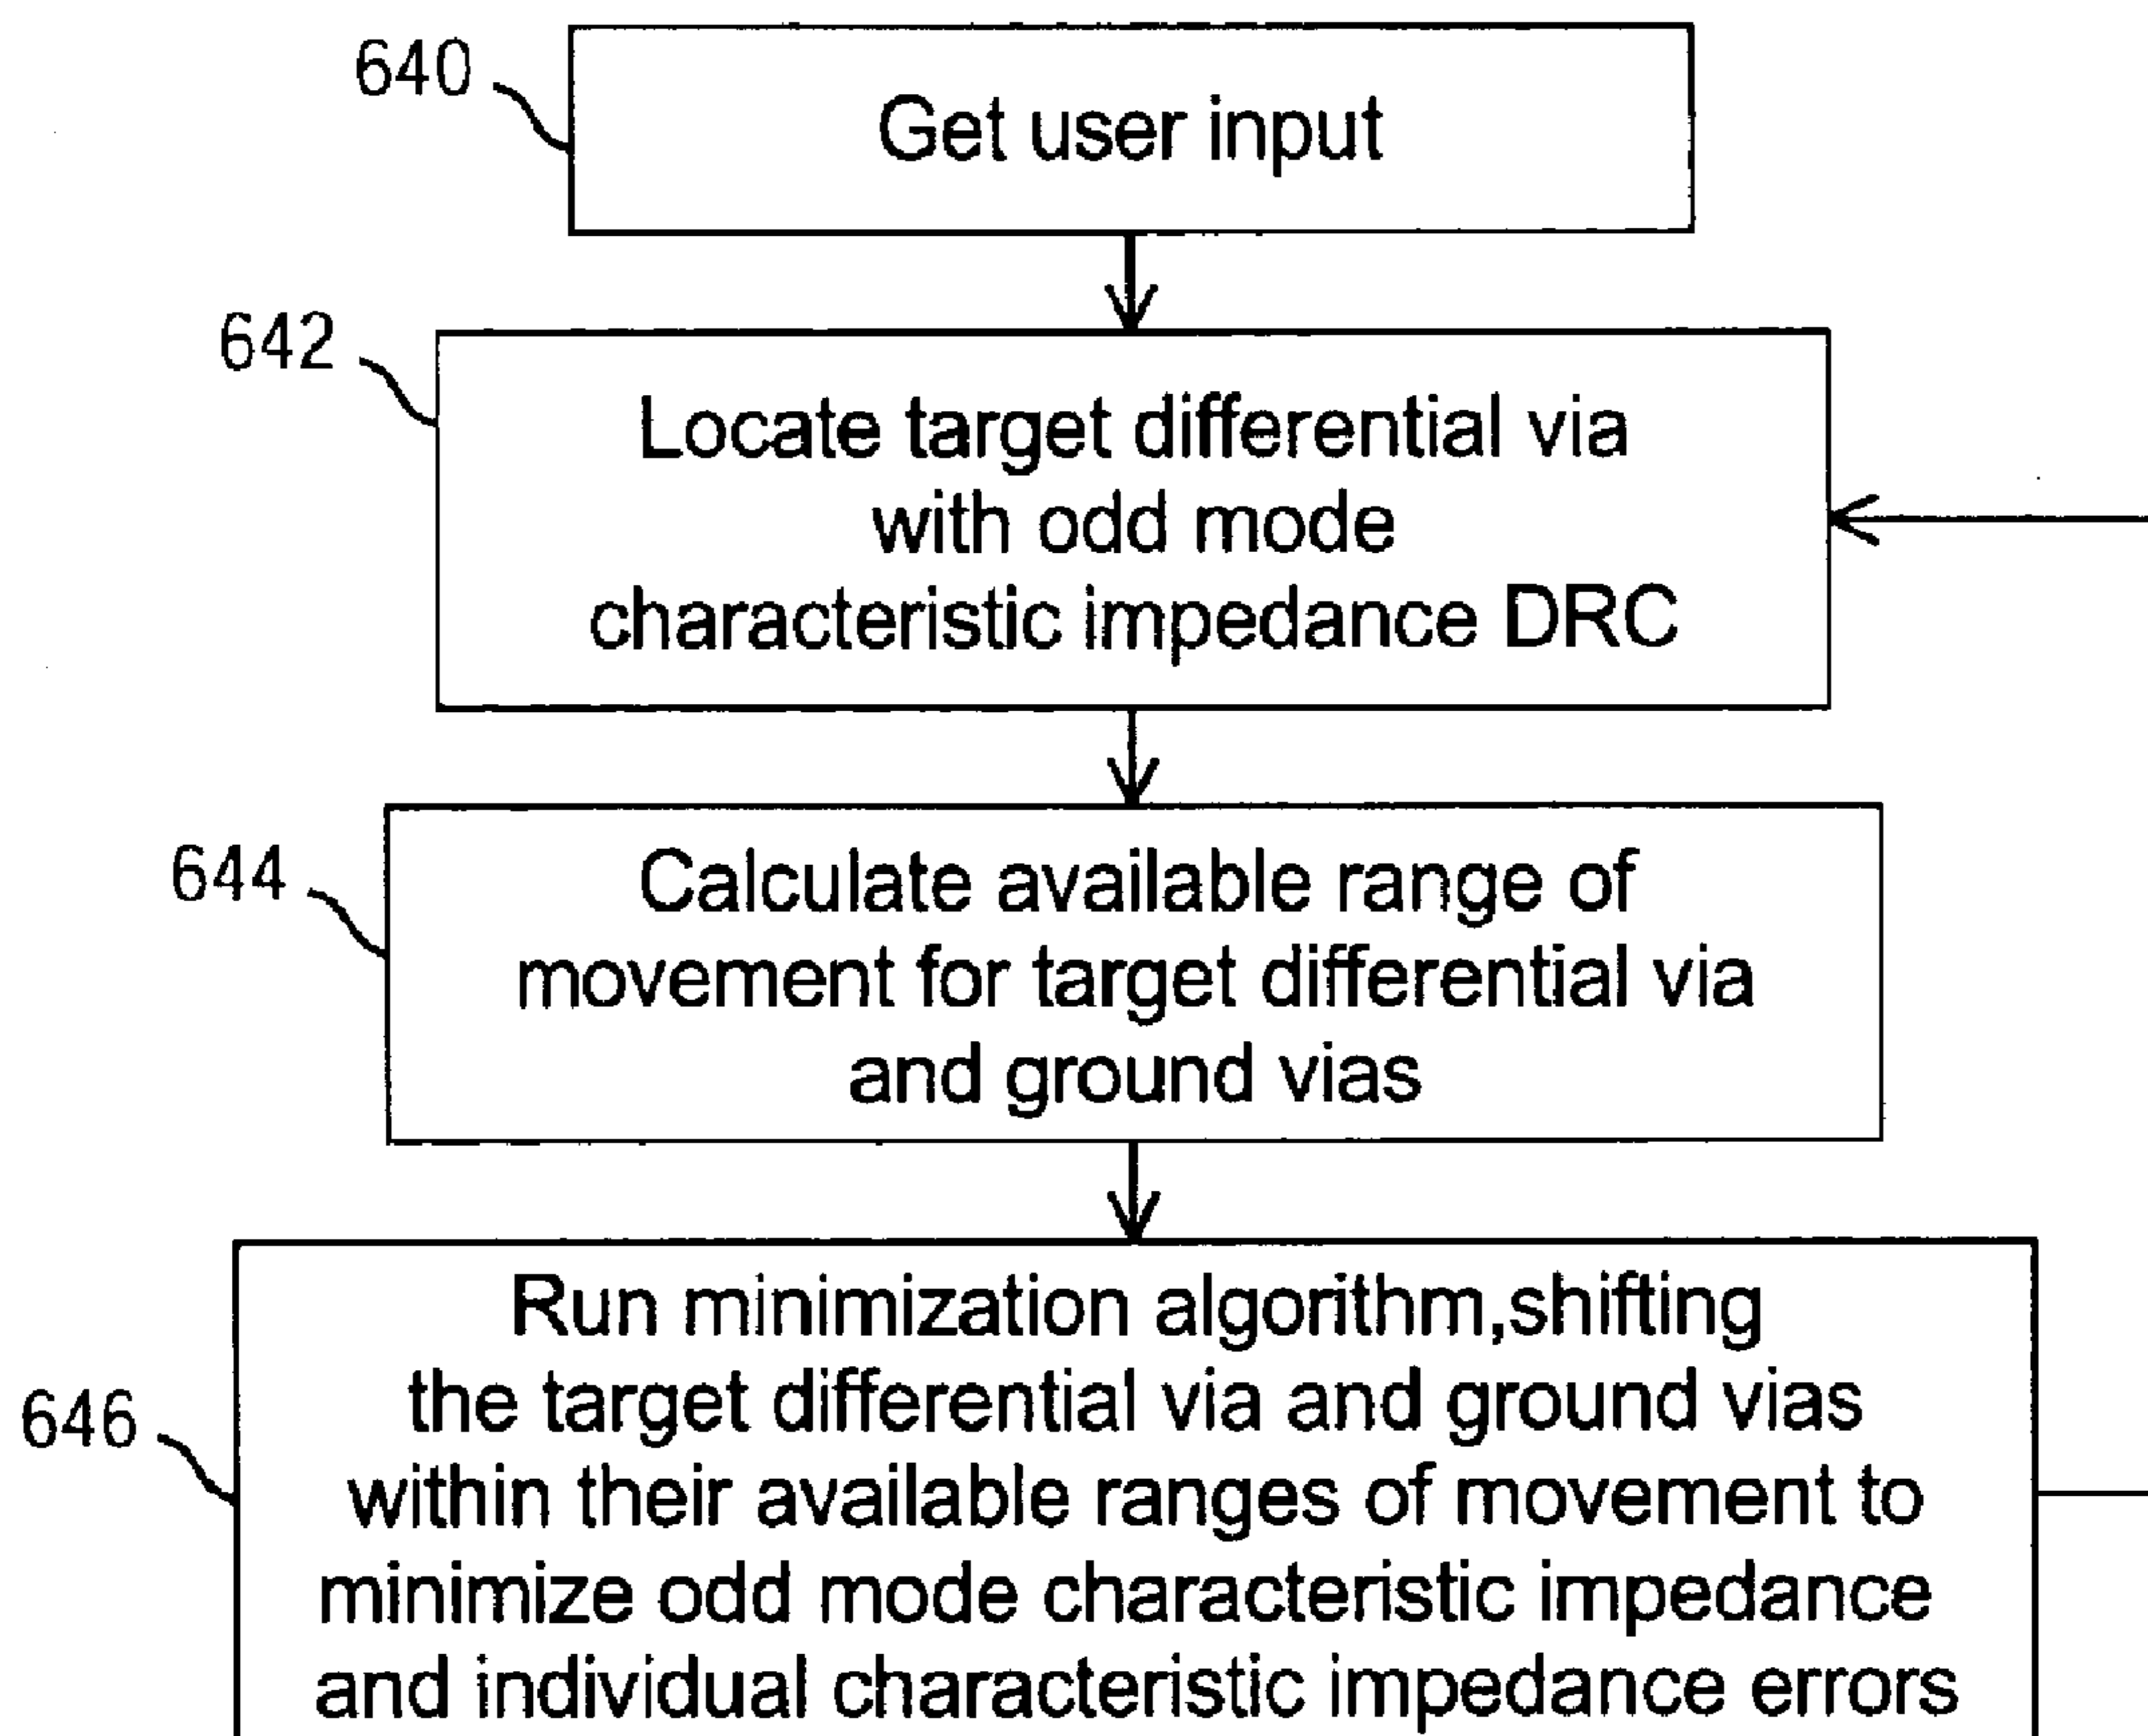 640
Get user input
642
Locate target differential via
with odd mode
characteristic impedance DRC
644
Calculate available range of
movement for target differential via
and ground vias
646
Run minimization algorithm,shifting
the target differential via and ground vias
within their available ranges of movement to
minimize odd mode characteristic impedance
and individual characteristic impedance errors